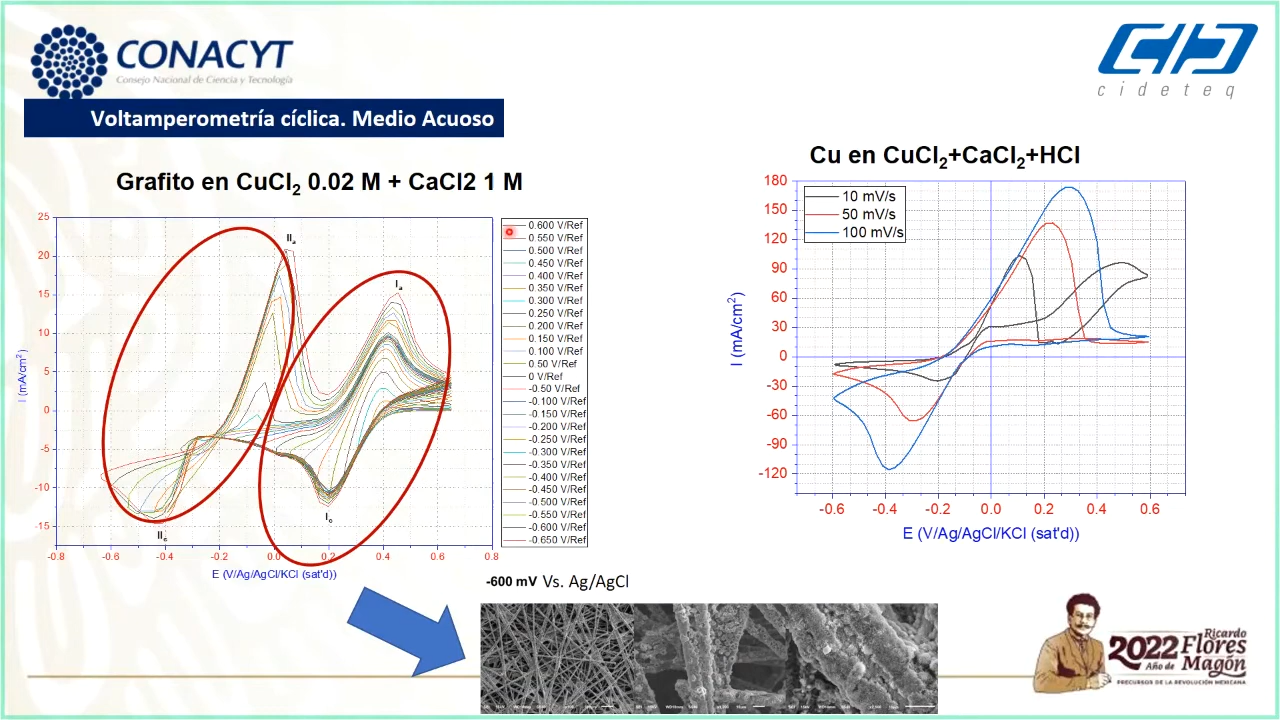 CONACYT
Consejo Nacional de Ciencia y Tecnología
cideteq
Voltamperometría cíclica. Medio Acuoso
Grafito en CuCl2 0.02 M + CaCl2 1 M
25
20
15
10
5
0
-5
-10
-15
I (mA/cm2)
IIa
Ia
Ic
IIc
-0.8 -0.6 -0.4 -0.2 0.0 0.2 0.4 0.6 0.8
E (V/Ag/AgCl/KCl (sat'd))
0.600 V/Ref
0.550 V/Ref
0.500 V/Ref
0.450 V/Ref
0.400 V/Ref
0.350 V/Ref
0.300 V/Ref
0.250 V/Ref
0.200 V/Ref
0.150 V/Ref
0.100 V/Ref
0.50 V/Ref
0 V/Ref
-0.50 V/Ref
-0.100 V/Ref
-0.150 V/Ref
-0.200 V/Ref
-0.250 V/Ref
-0.300 V/Ref
-0.350 V/Ref
-0.400 V/Ref
-0.450 V/Ref
-0.500 V/Ref
-0.550 V/Ref
-0.600 V/Ref
-0.650 V/Ref
Cu en CuCl2+CaCl2+HCl
10 mV/s
50 mV/s
100 mV/s
180
150
120
90
60
30
0
-30
-60
-90
-120
I (mA/cm2)
-0.6 -0.4 -0.2 0.0 0.2 0.4 0.6
E (V/Ag/AgCl/KCl (sat'd))
-600 mV Vs. Ag/AgCl
2022
Año de
Ricardo
Flores
Magón
PRECURSOR DE LA REVOLUCIÓN MEXICANA